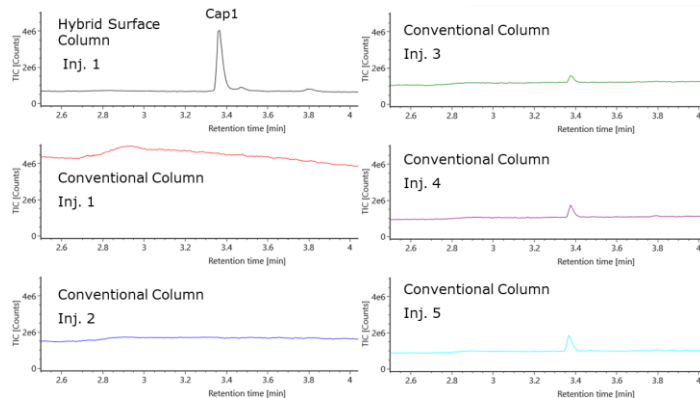 Cap1
Hybrid Surface
Column
Inj. 1
TIC [Counts]
4e6
2e6
0
2.6 2.8 3 3.2 3.4 3.6 3.8 4
Retention time [min]
Conventional Column
Inj. 1
TIC [Counts]
4e6
2e6
0
2.6 2.8 3 3.2 3.4 3.6 3.8 4
Retention time [min]
Conventional Column
Inj. 2
TIC [Counts]
4e6
2e6
0
2.6 2.8 3 3.2 3.4 3.6 3.8 4
Retention time [min]
Conventional Column
Inj. 3
TIC [Counts]
4e6
2e6
0
2.6 2.8 3 3.2 3.4 3.6 3.8 4
Retention time [min]
Conventional Column
Inj. 4
TIC [Counts]
4e6
2e6
0
2.6 2.8 3 3.2 3.4 3.6 3.8 4
Retention time [min]
Conventional Column
Inj. 5
TIC [Counts]
4e6
2e6
0
2.6 2.8 3 3.2 3.4 3.6 3.8 4
Retention time [min]